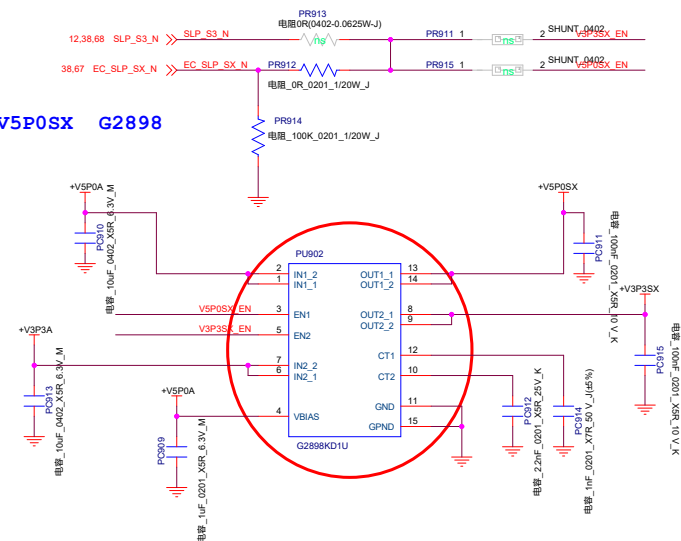 PR913
电阻0R(0402-0.0625W-J)
12,38,68 SLP_S3_N SLP_S3_N ns PR911 1 ns 2 SHUNT_0402 V3P3SX_EN
38,67 EC_SLP_SX_N EC_SLP_SX_N PR912 PR915 1 ns 2 SHUNT_0402 V5P0SX_EN
电阻_0R_0201_1/20W_J
V5P0SX G2898
PR914
电阻_100K_0201_1/20W_J
+V5P0A
PC910
电容_10uF_0402_X5R_6.3V_M
+V5P0SX
PC911
电容_100nF_0201_X5R_10 V_K
PU902
2 IN1_2 OUT1_1 13
1 IN1_1 OUT1_2 14
V5P0SX_EN 3 EN1 OUT2_1 8
V3P3SX_EN 5 EN2 OUT2_2 9
+V3P3SX
+V3P3A
7 IN2_2 CT1 12
6 IN2_1 CT2 10
PC913
电容_10uF_0402_X5R_6.3V_M
+V5P0A
4 VBIAS GND 11
GPND 15
G2898KD1U
PC909
电容_1uF_0201_X5R_6.3V_M
PC912
电容_2.2nF_0201_X5R_25V_K
PC914
电容_1nF_0201_X7R_50 V_J(±5%)
PC915
电容_100nF_0201_X5R_10 V_K